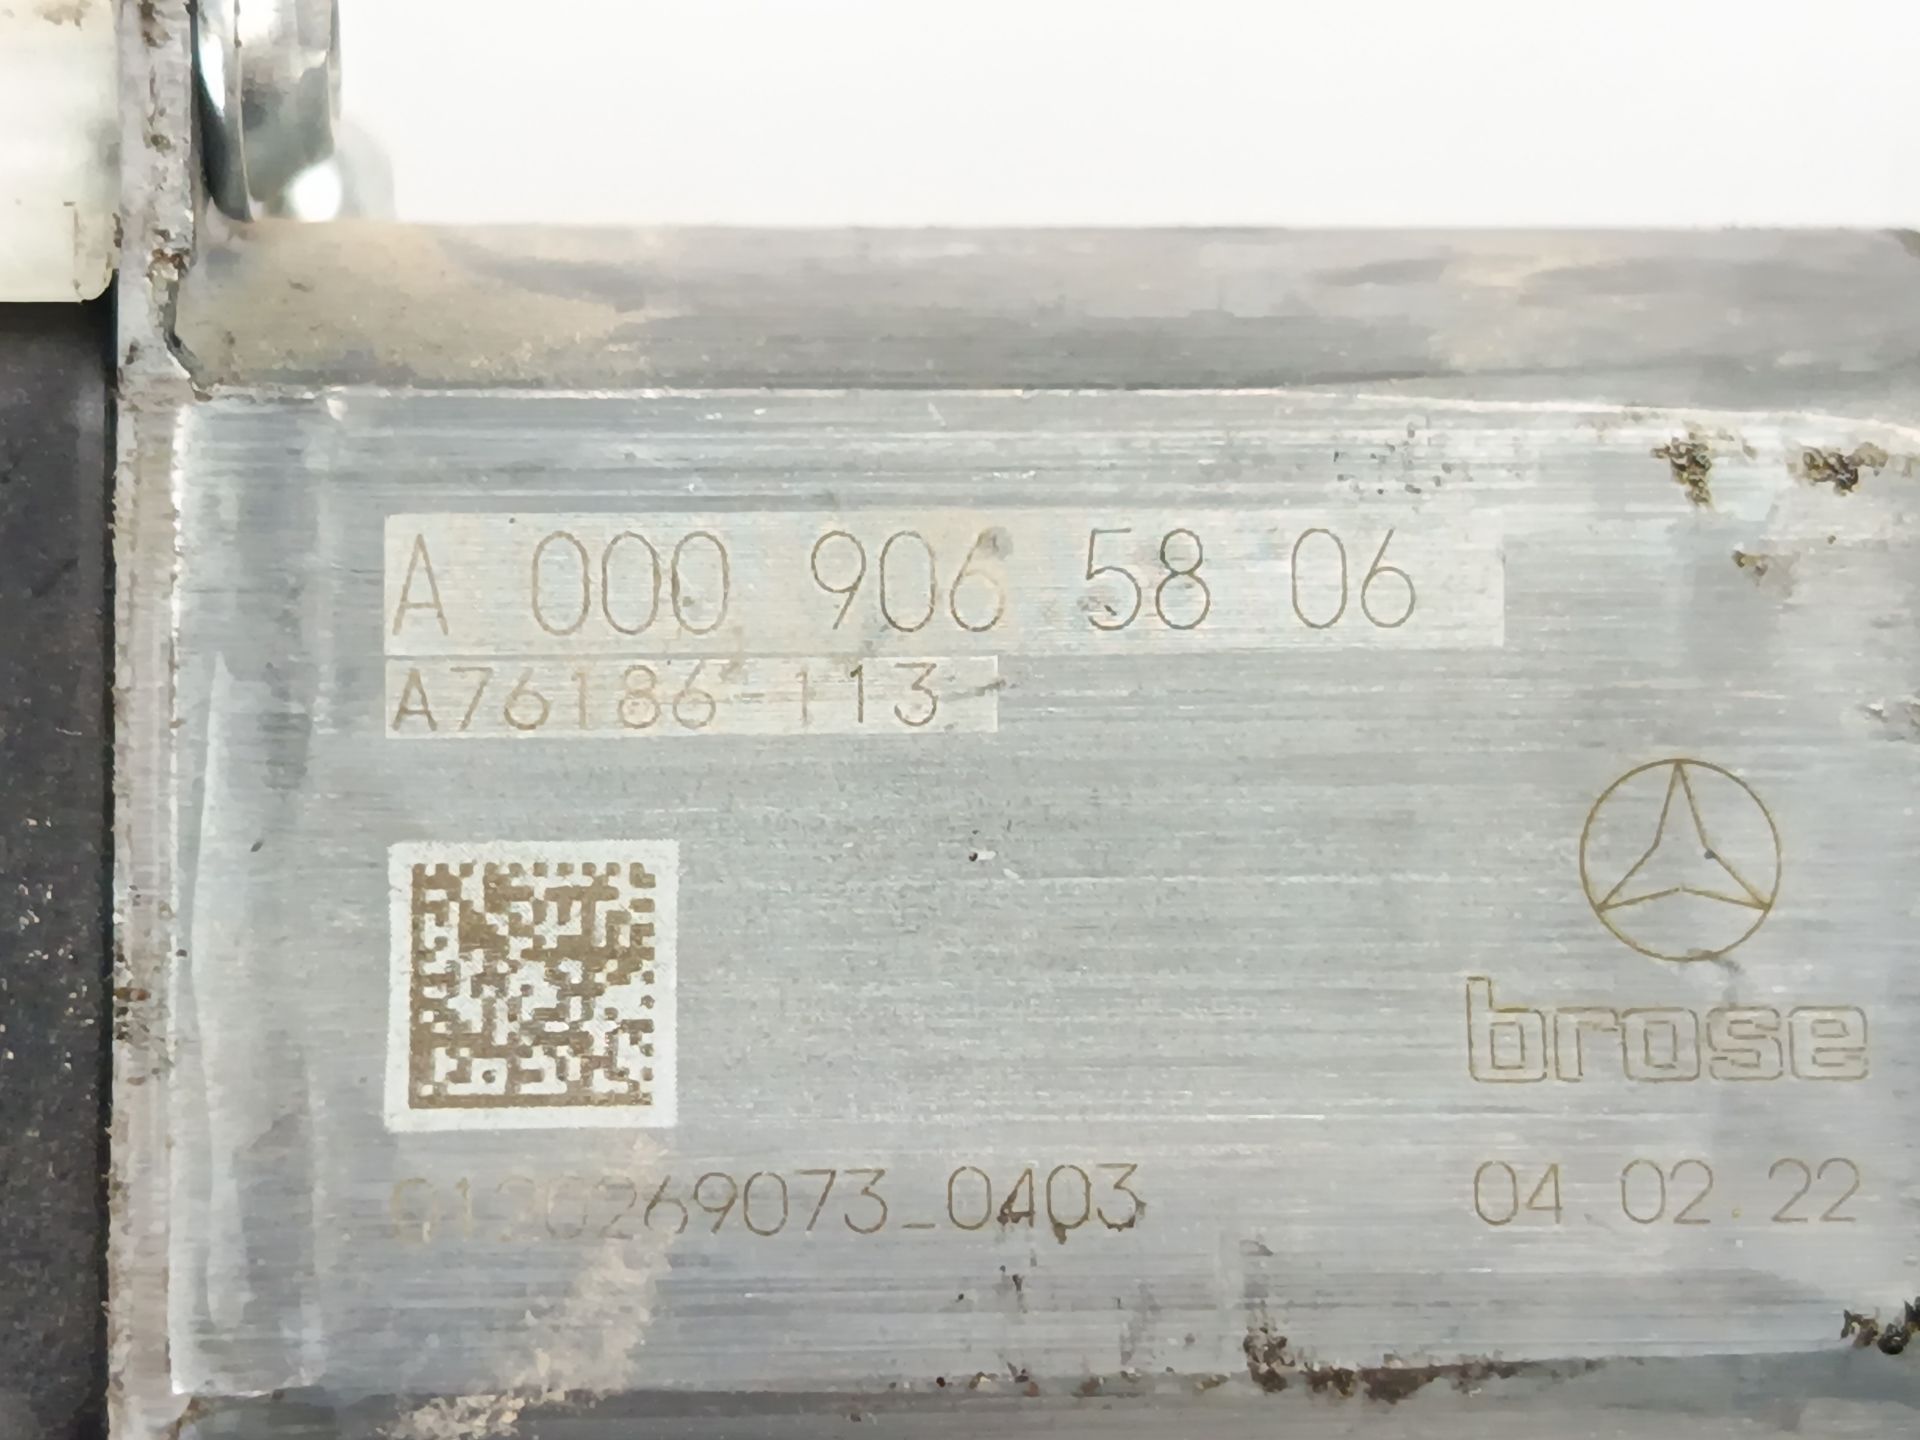 A 000 906 58 06
A76186-113
brose
0120269073_0403
04.02.22